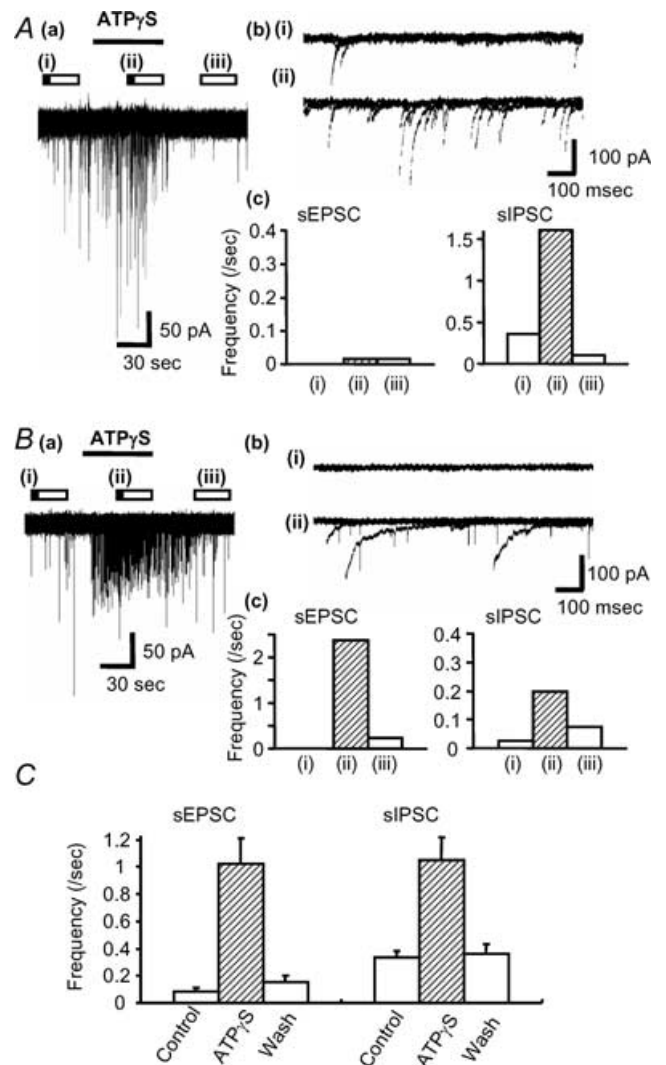 A (a) ATPγS (b) (i)
(i) (ii) (iii)
(ii)
100 pA
100 msec
(c) sEPSC sIPSC
Frequency (/sec)
0.4
0.3
0.2
0.1
0
1.5
1
0.5
0
(i) (ii) (iii) (i) (ii) (iii)
50 pA
30 sec
B (a) ATPγS (b)
(i) (ii) (iii)
(i)
(ii)
100 pA
100 msec
(c) sEPSC sIPSC
Frequency (/sec)
2
1
0
0.4
0.3
0.2
0.1
0
(i) (ii) (iii) (i) (ii) (iii)
50 pA
30 sec
C
sEPSC sIPSC
Frequency (/sec)
1.2
1
0.8
0.6
0.4
0.2
0
Control ATPγS Wash Control ATPγS Wash